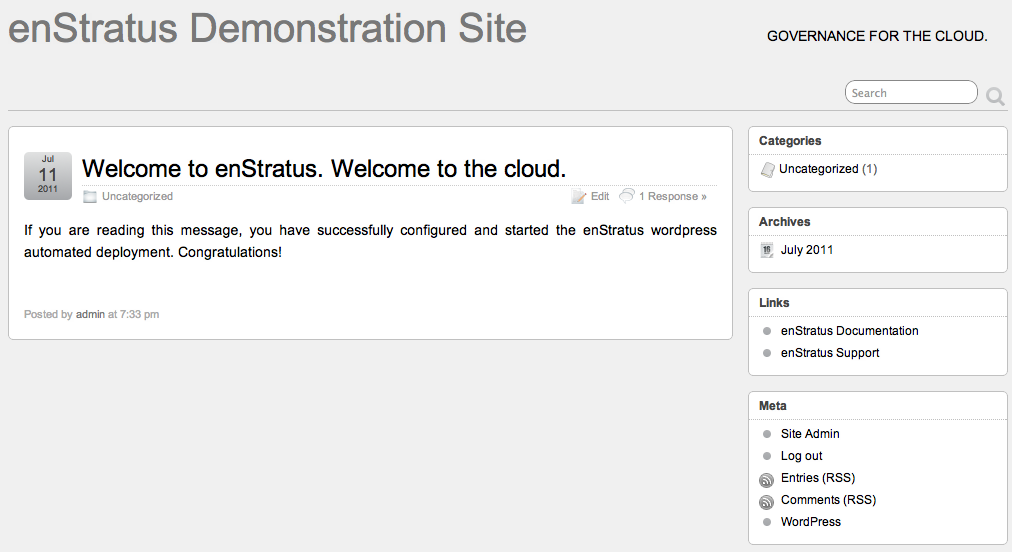 enStratus Demonstration Site
GOVERNANCE FOR THE CLOUD.
Search
Jul
11
2011
Welcome to enStratus. Welcome to the cloud.
Uncategorized
Edit
1 Response »
If you are reading this message, you have successfully configured and started the enStratus wordpress
automated deployment. Congratulations!
Posted by admin at 7:33 pm
Categories
Uncategorized (1)
Archives
July 2011
Links
enStratus Documentation
enStratus Support
Meta
Site Admin
Log out
Entries (RSS)
Comments (RSS)
WordPress